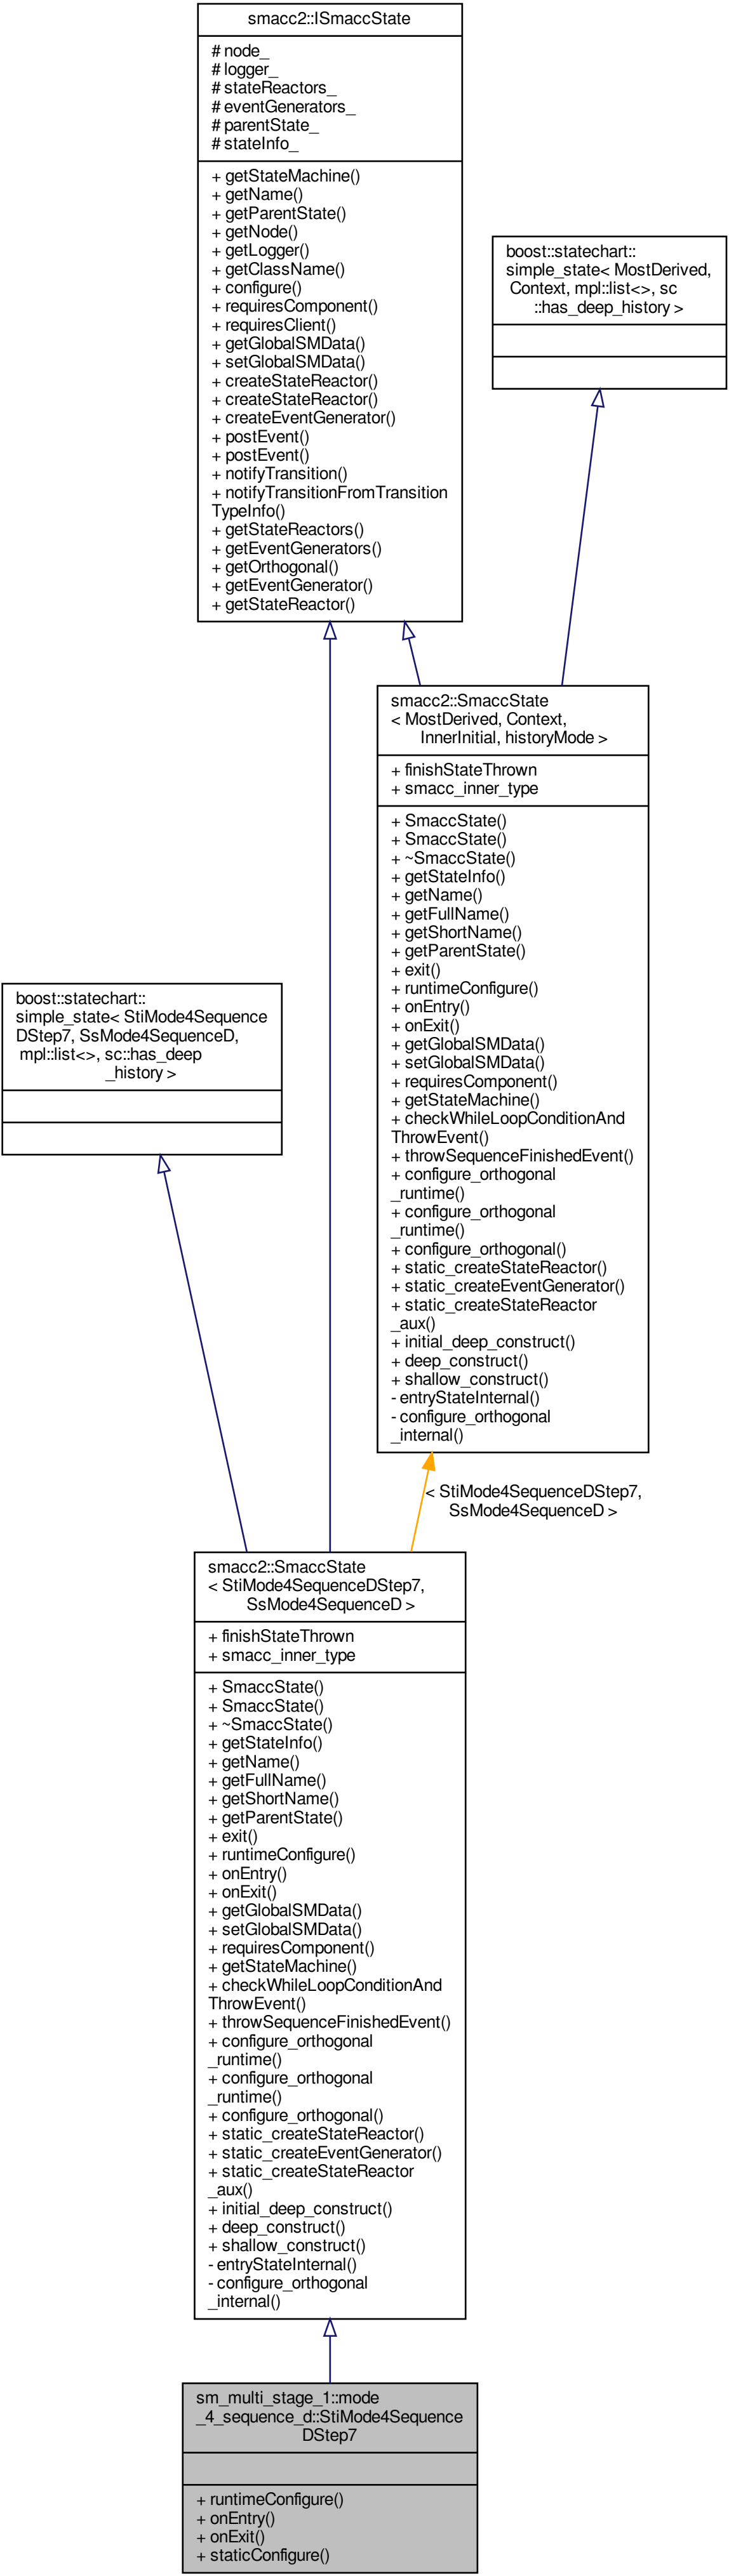 smacc2::ISmaccState
# node_
# logger_
# stateReactors_
# eventGenerators_
# parentState_
# stateInfo_
+ getStateMachine()
+ getName()
+ getParentState()
+ getNode()
+ getLogger()
+ getClassName()
+ configure()
+ requiresComponent()
+ requiresClient()
+ getGlobalSMData()
+ setGlobalSMData()
+ createStateReactor()
+ createStateReactor()
+ createEventGenerator()
+ postEvent()
+ postEvent()
+ notifyTransition()
+ notifyTransitionFromTransition
TypeInfo()
+ getStateReactors()
+ getEventGenerators()
+ getOrthogonal()
+ getEventGenerator()
+ getStateReactor()
boost::statechart::
simple_state< MostDerived,
Context, mpl::list<>, sc
::has_deep_history >
smacc2::SmaccState
< MostDerived, Context,
InnerInitial, historyMode >
+ finishStateThrown
+ smacc_inner_type
+ SmaccState()
+ SmaccState()
+ ~SmaccState()
+ getStateInfo()
+ getName()
+ getFullName()
+ getShortName()
+ getParentState()
+ exit()
+ runtimeConfigure()
+ onEntry()
+ onExit()
+ getGlobalSMData()
+ setGlobalSMData()
+ requiresComponent()
+ getStateMachine()
+ checkWhileLoopConditionAnd
ThrowEvent()
+ throwSequenceFinishedEvent()
+ configure_orthogonal
_runtime()
+ configure_orthogonal
_runtime()
+ configure_orthogonal()
+ static_createStateReactor()
+ static_createEventGenerator()
+ static_createStateReactor
_aux()
+ initial_deep_construct()
+ deep_construct()
+ shallow_construct()
- entryStateInternal()
- configure_orthogonal
_internal()
boost::statechart::
simple_state< StiMode4Sequence
DStep7, SsMode4SequenceD,
mpl::list<>, sc::has_deep
_history >
< StiMode4SequenceDStep7,
SsMode4SequenceD >
smacc2::SmaccState
< StiMode4SequenceDStep7,
SsMode4SequenceD >
+ finishStateThrown
+ smacc_inner_type
+ SmaccState()
+ SmaccState()
+ ~SmaccState()
+ getStateInfo()
+ getName()
+ getFullName()
+ getShortName()
+ getParentState()
+ exit()
+ runtimeConfigure()
+ onEntry()
+ onExit()
+ getGlobalSMData()
+ setGlobalSMData()
+ requiresComponent()
+ getStateMachine()
+ checkWhileLoopConditionAnd
ThrowEvent()
+ throwSequenceFinishedEvent()
+ configure_orthogonal
_runtime()
+ configure_orthogonal
_runtime()
+ configure_orthogonal()
+ static_createStateReactor()
+ static_createEventGenerator()
+ static_createStateReactor
_aux()
+ initial_deep_construct()
+ deep_construct()
+ shallow_construct()
- entryStateInternal()
- configure_orthogonal
_internal()
sm_multi_stage_1::mode
_4_sequence_d::StiMode4Sequence
DStep7
+ runtimeConfigure()
+ onEntry()
+ onExit()
+ staticConfigure()